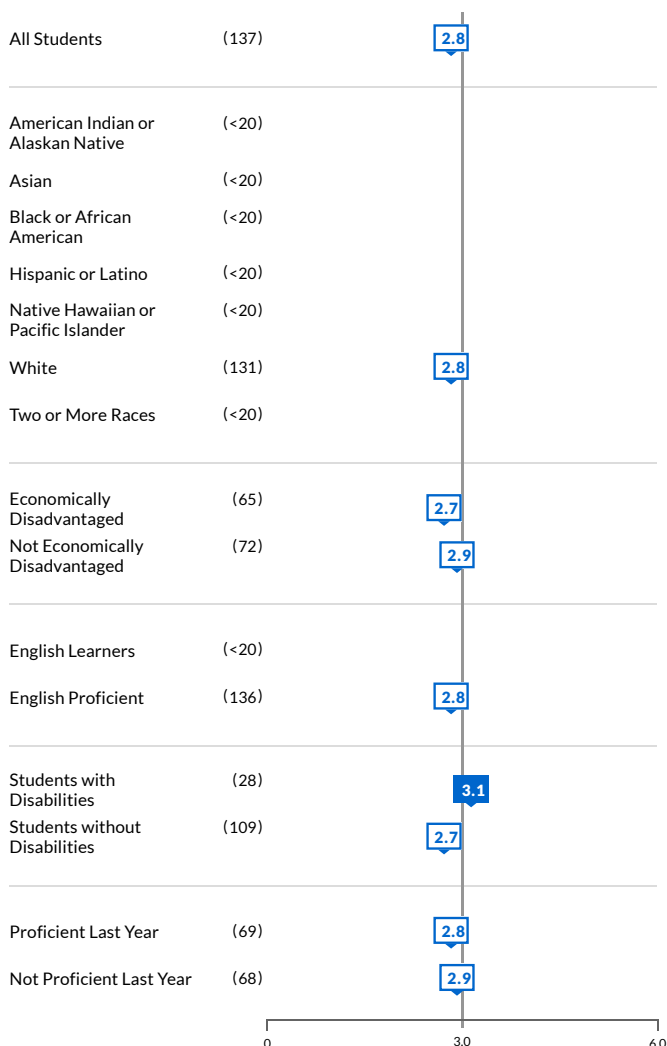 All Students (137) 2.8
American Indian or (<20)
Alaskan Native
Asian (<20)
Black or African (<20)
American
Hispanic or Latino (<20)
Native Hawaiian or (<20)
Pacific Islander
White (131) 2.8
Two or More Races (<20)
Economically (65) 2.7
Disadvantaged
Not Economically (72) 2.9
Disadvantaged
English Learners (<20)
English Proficient (136) 2.8
Students with (28) 3.1
Disabilities
Students without (109) 2.7
Disabilities
Proficient Last Year (69) 2.8
Not Proficient Last Year (68) 2.9
0 3.0 6.0